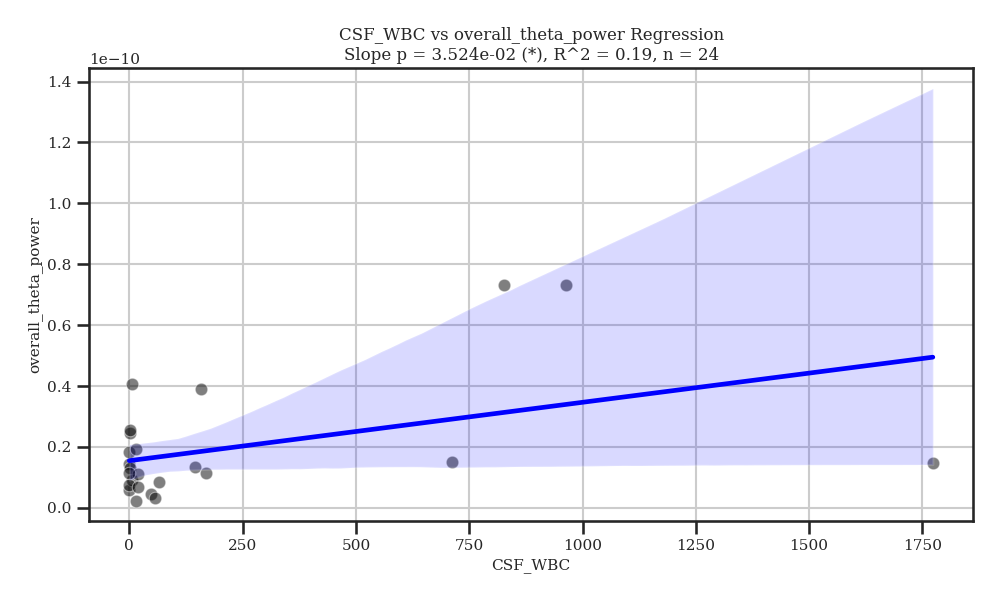 CSF_WBC vs overall_theta_power Regression
Slope p = 3.524e-02 (*), R^2 = 0.19, n = 24
1e−10
1.4
1.2
1.0
0.8
0.6
0.4
0.2
0.0
overall_theta_power
0 250 500 750 1000 1250 1500 1750
CSF_WBC